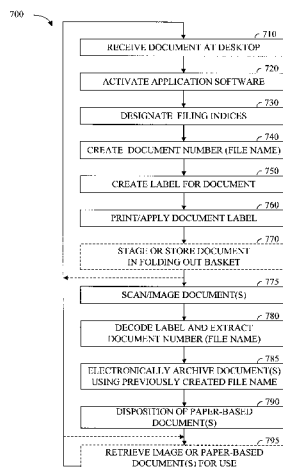 700
710
RECEIVE DOCUMENT AT DESKTOP
720
ACTIVATE APPLICATION SOFTWARE
730
DESIGNATE FILING INDICES
740
CREATE DOCUMENT NUMBER (FILE NAME)
750
CREATE LABEL FOR DOCUMENT
760
PRINT/APPLY DOCUMENT LABEL
770
STAGE OR STORE DOCUMENT
IN FOLDING OUT BASKET
775
SCAN/IMAGE DOCUMENT(S)
780
DECODE LABEL AND EXTRACT
DOCUMENT NUMBER (FILE NAME)
785
ELECTRONICALLY ARCHIVE DOCUMENT(S)
USING PREVIOUSLY CREATED FILE NAME
790
DISPOSITION OF PAPER-BASED
DOCUMENT(S)
795
RETRIEVE IMAGE OR PAPER-BASED
DOCUMENT(S) FOR USE